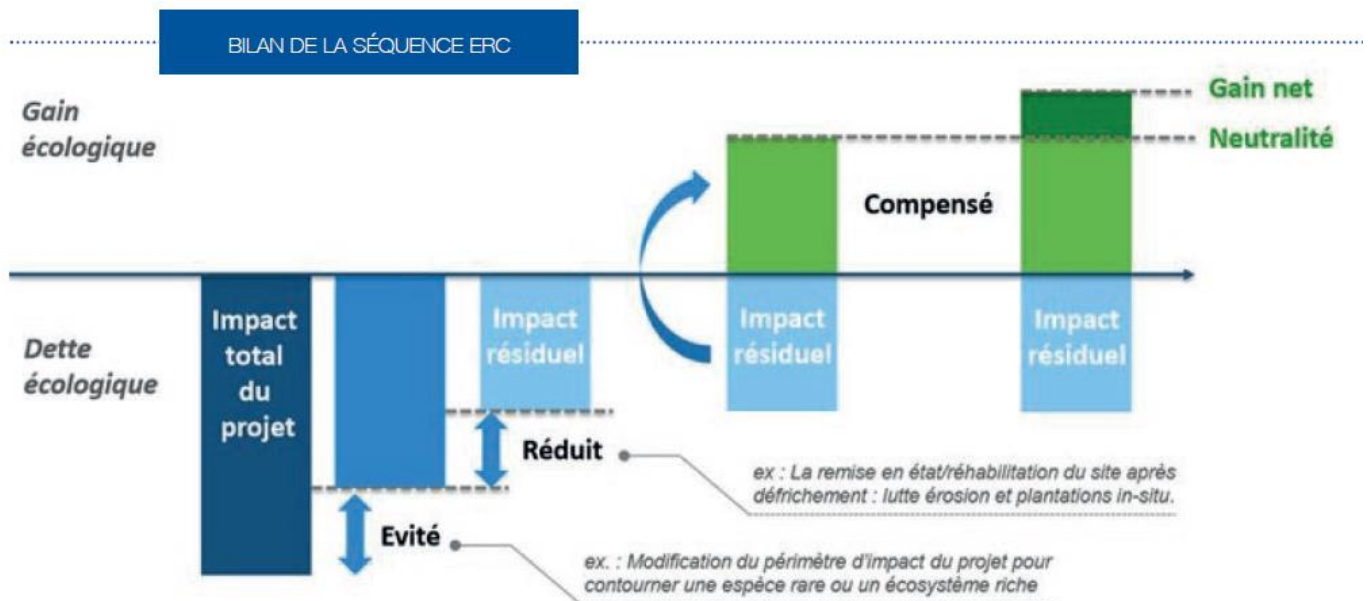 BILAN DE LA SÉQUENCE ERC
Gain
écologique
Gain net
Neutralité
Compensé
Dette
écologique
Impact
total
du
projet
Impact
résiduel
Impact
résiduel
Impact
résiduel
Réduit
ex : La remise en état/réhabilitation du site après
défrichement : lutte érosion et plantations in-situ.
Evité
ex. : Modification du périmètre d'impact du projet pour
contourner une espèce rare ou un écosystème riche